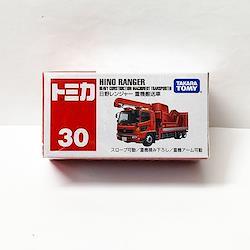 トミカ
30
HINO RANGER
HEAVY CONSTRUCTION MACHINERY TRANSPORTER
日野レンジャー 重機搬送車
TAKARA
TOMY
スロープ可動／重機積み下ろし／重機アーム可動